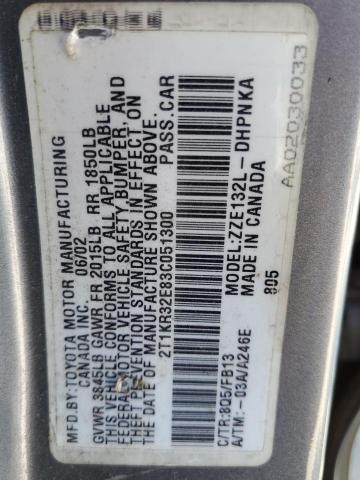 MFD.BY:TOYOTA MOTOR MANUFACTURING
CANADA INC. 06/02
GVWR 3845LB GAWR FR 2015LB RR 1850LB
THIS VEHICLE CONFORMS TO ALL APPLICABLE
FEDERAL MOTOR VEHICLE SAFETY, BUMPER, AND
THEFT PREVENTION STANDARDS IN EFFECT ON
THE DATE OF MANUFACTURE SHOWN ABOVE.
2T1KR32E83C051300 PASS.CAR
C/TR:8Q5/FB13 MODEL:ZZE132L-DHPNKA
A/TM:-03A/A246E MADE IN CANADA
805
AA02030033